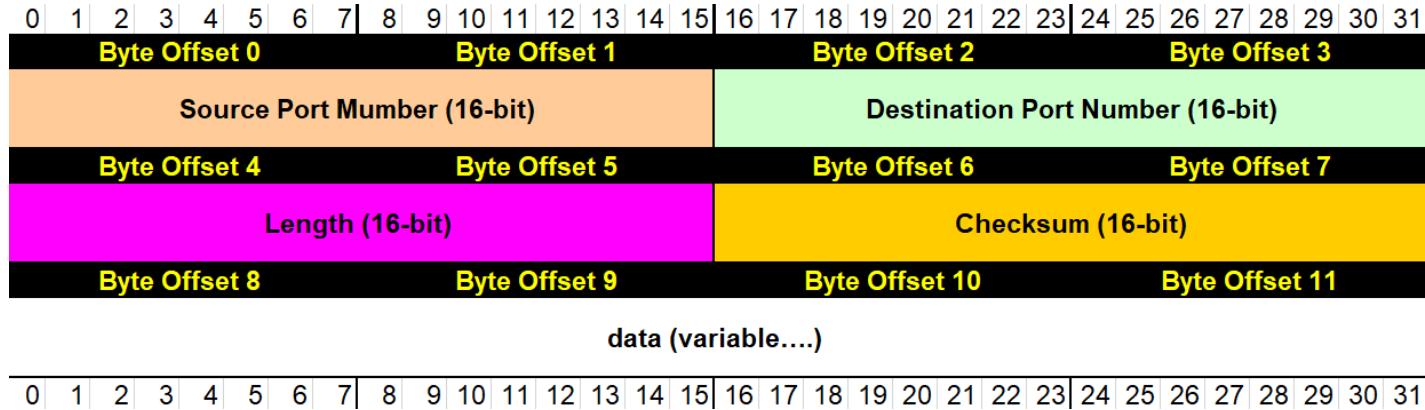 0 1 2 3 4 5 6 7 8 9 10 11 12 13 14 15 16 17 18 19 20 21 22 23 24 25 26 27 28 29 30 31
Byte Offset 0 Byte Offset 1 Byte Offset 2 Byte Offset 3
Source Port Mumber (16-bit) Destination Port Number (16-bit)
Byte Offset 4 Byte Offset 5 Byte Offset 6 Byte Offset 7
Length (16-bit) Checksum (16-bit)
Byte Offset 8 Byte Offset 9 Byte Offset 10 Byte Offset 11
data (variable....)
0 1 2 3 4 5 6 7 8 9 10 11 12 13 14 15 16 17 18 19 20 21 22 23 24 25 26 27 28 29 30 31